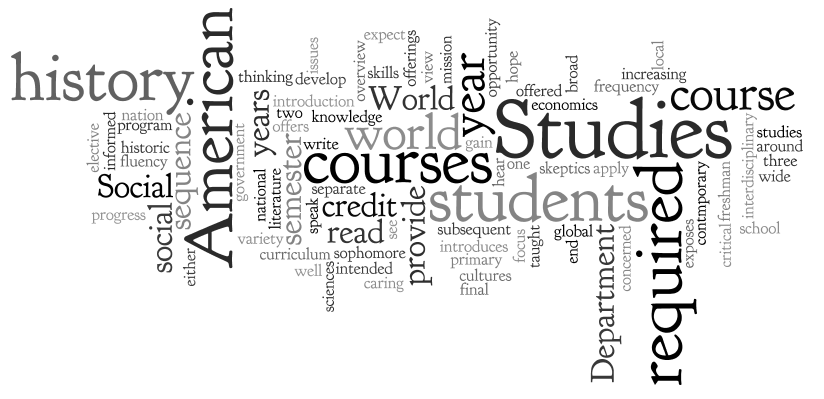 history
American
thinking
develop
issues
expect
overview
skills
&
offerings
view
mission
opportunity
hope
offered
broad
increasing
local
frequency
course
economics
World
year
Studies
introduction
two
knowledge
offers
years
write
world
gain
courses
hear
one
skeptics
apply
students
required
nation
program
informed
elective
historic
fluency
sequence
government
Social
progress
social
either
national
literature
semester
separate
speak
credit
read
see
provide
variety
curriculum
sophomore
well
intended
sciences
caring
subsequent
introduces
primary
cultures
final
focus
taught
global
end
Department
concerned
exposes
contmporary
critical
freshman
interdisciplinary
studies
around
three
wide
school